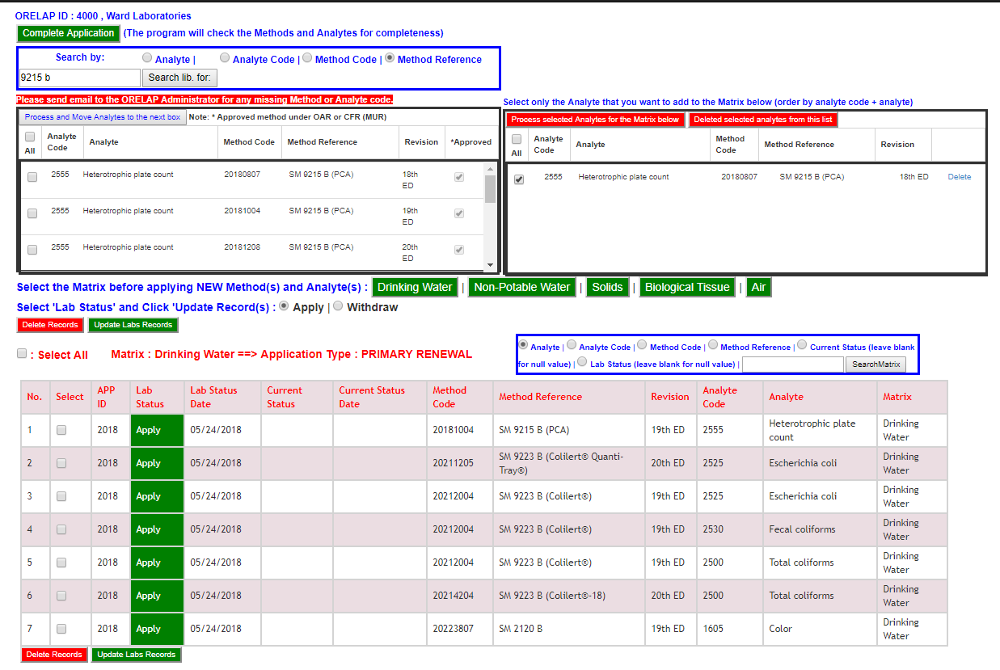 ORELAP ID : 4000 , Ward Laboratories
Complete Application (The program will check the Methods and Analytes for completeness)
Search by: Analyte | Analyte Code | Method Code | Method Reference
9215 b Search lib. for:
Please send email to the ORELAP Administrator for any missing Method or Analyte code.
Process and Move Analytes to the next box Note: * Approved method under OAR or CFR (MUR)
All Analyte Code Analyte Method Code Method Reference Revision *Approved
2555 Heterotrophic plate count 20180807 SM 9215 B (PCA) 18th ED
2555 Heterotrophic plate count 20181004 SM 9215 B (PCA) 19th ED
2555 Heterotrophic plate count 20181208 SM 9215 B (PCA) 20th ED
Select only the Analyte that you want to add to the Matrix below (order by analyte code + analyte)
Process selected Analytes for the Matrix below Deleted selected analytes from this list
All Analyte Code Analyte Method Code Method Reference Revision
2555 Heterotrophic plate count 20180807 SM 9215 B (PCA) 18th ED Delete
Select the Matrix before applying NEW Method(s) and Analyte(s) : Drinking Water | Non-Potable Water | Solids | Biological Tissue | Air
Select 'Lab Status' and Click 'Update Record(s) : Apply | Withdraw
Delete Records Update Labs Records
: Select All Matrix : Drinking Water ==> Application Type : PRIMARY RENEWAL
Analyte | Analyte Code | Method Code | Method Reference | Current Status (leave blank
for null value) | Lab Status (leave blank for null value) | SearchMatrix
No. Select APP ID Lab Status Lab Status Date Current Status Current Status Date Method Code Method Reference Revision Analyte Code Analyte Matrix
1 2018 Apply 05/24/2018 20181004 SM 9215 B (PCA) 19th ED 2555 Heterotrophic plate count Drinking Water
2 2018 Apply 05/24/2018 20211205 SM 9223 B (Colilert® Quanti-Tray®) 20th ED 2525 Escherichia coli Drinking Water
3 2018 Apply 05/24/2018 20212004 SM 9223 B (Colilert®) 19th ED 2525 Escherichia coli Drinking Water
4 2018 Apply 05/24/2018 20212004 SM 9223 B (Colilert®) 19th ED 2530 Fecal coliforms Drinking Water
5 2018 Apply 05/24/2018 20212004 SM 9223 B (Colilert®) 19th ED 2500 Total coliforms Drinking Water
6 2018 Apply 05/24/2018 20214204 SM 9223 B (Colilert®-18) 20th ED 2500 Total coliforms Drinking Water
7 2018 Apply 05/24/2018 20223807 SM 2120 B 19th ED 1605 Color Drinking Water
Delete Records Update Labs Records